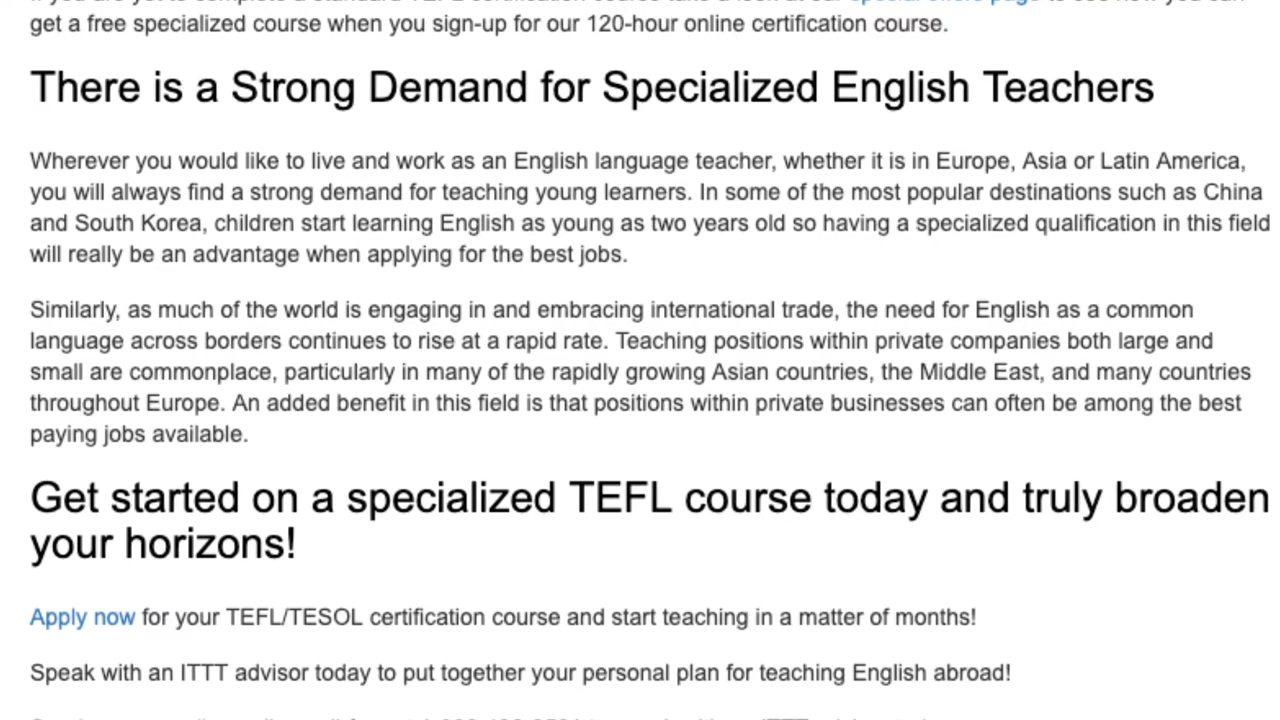 get a free specialized course when you sign-up for our 120-hour online certification course.
There is a Strong Demand for Specialized English Teachers
Wherever you would like to live and work as an English language teacher, whether it is in Europe, Asia or Latin America,
you will always find a strong demand for teaching young learners. In some of the most popular destinations such as China
and South Korea, children start learning English as young as two years old so having a specialized qualification in this field
will really be an advantage when applying for the best jobs.
Similarly, as much of the world is engaging in and embracing international trade, the need for English as a common
language across borders continues to rise at a rapid rate. Teaching positions within private companies both large and
small are commonplace, particularly in many of the rapidly growing Asian countries, the Middle East, and many countries
throughout Europe. An added benefit in this field is that positions within private businesses can often be among the best
paying jobs available.
Get started on a specialized TEFL course today and truly broaden
your horizons!
Apply now for your TEFL/TESOL certification course and start teaching in a matter of months!
Speak with an ITTT advisor today to put together your personal plan for teaching English abroad!